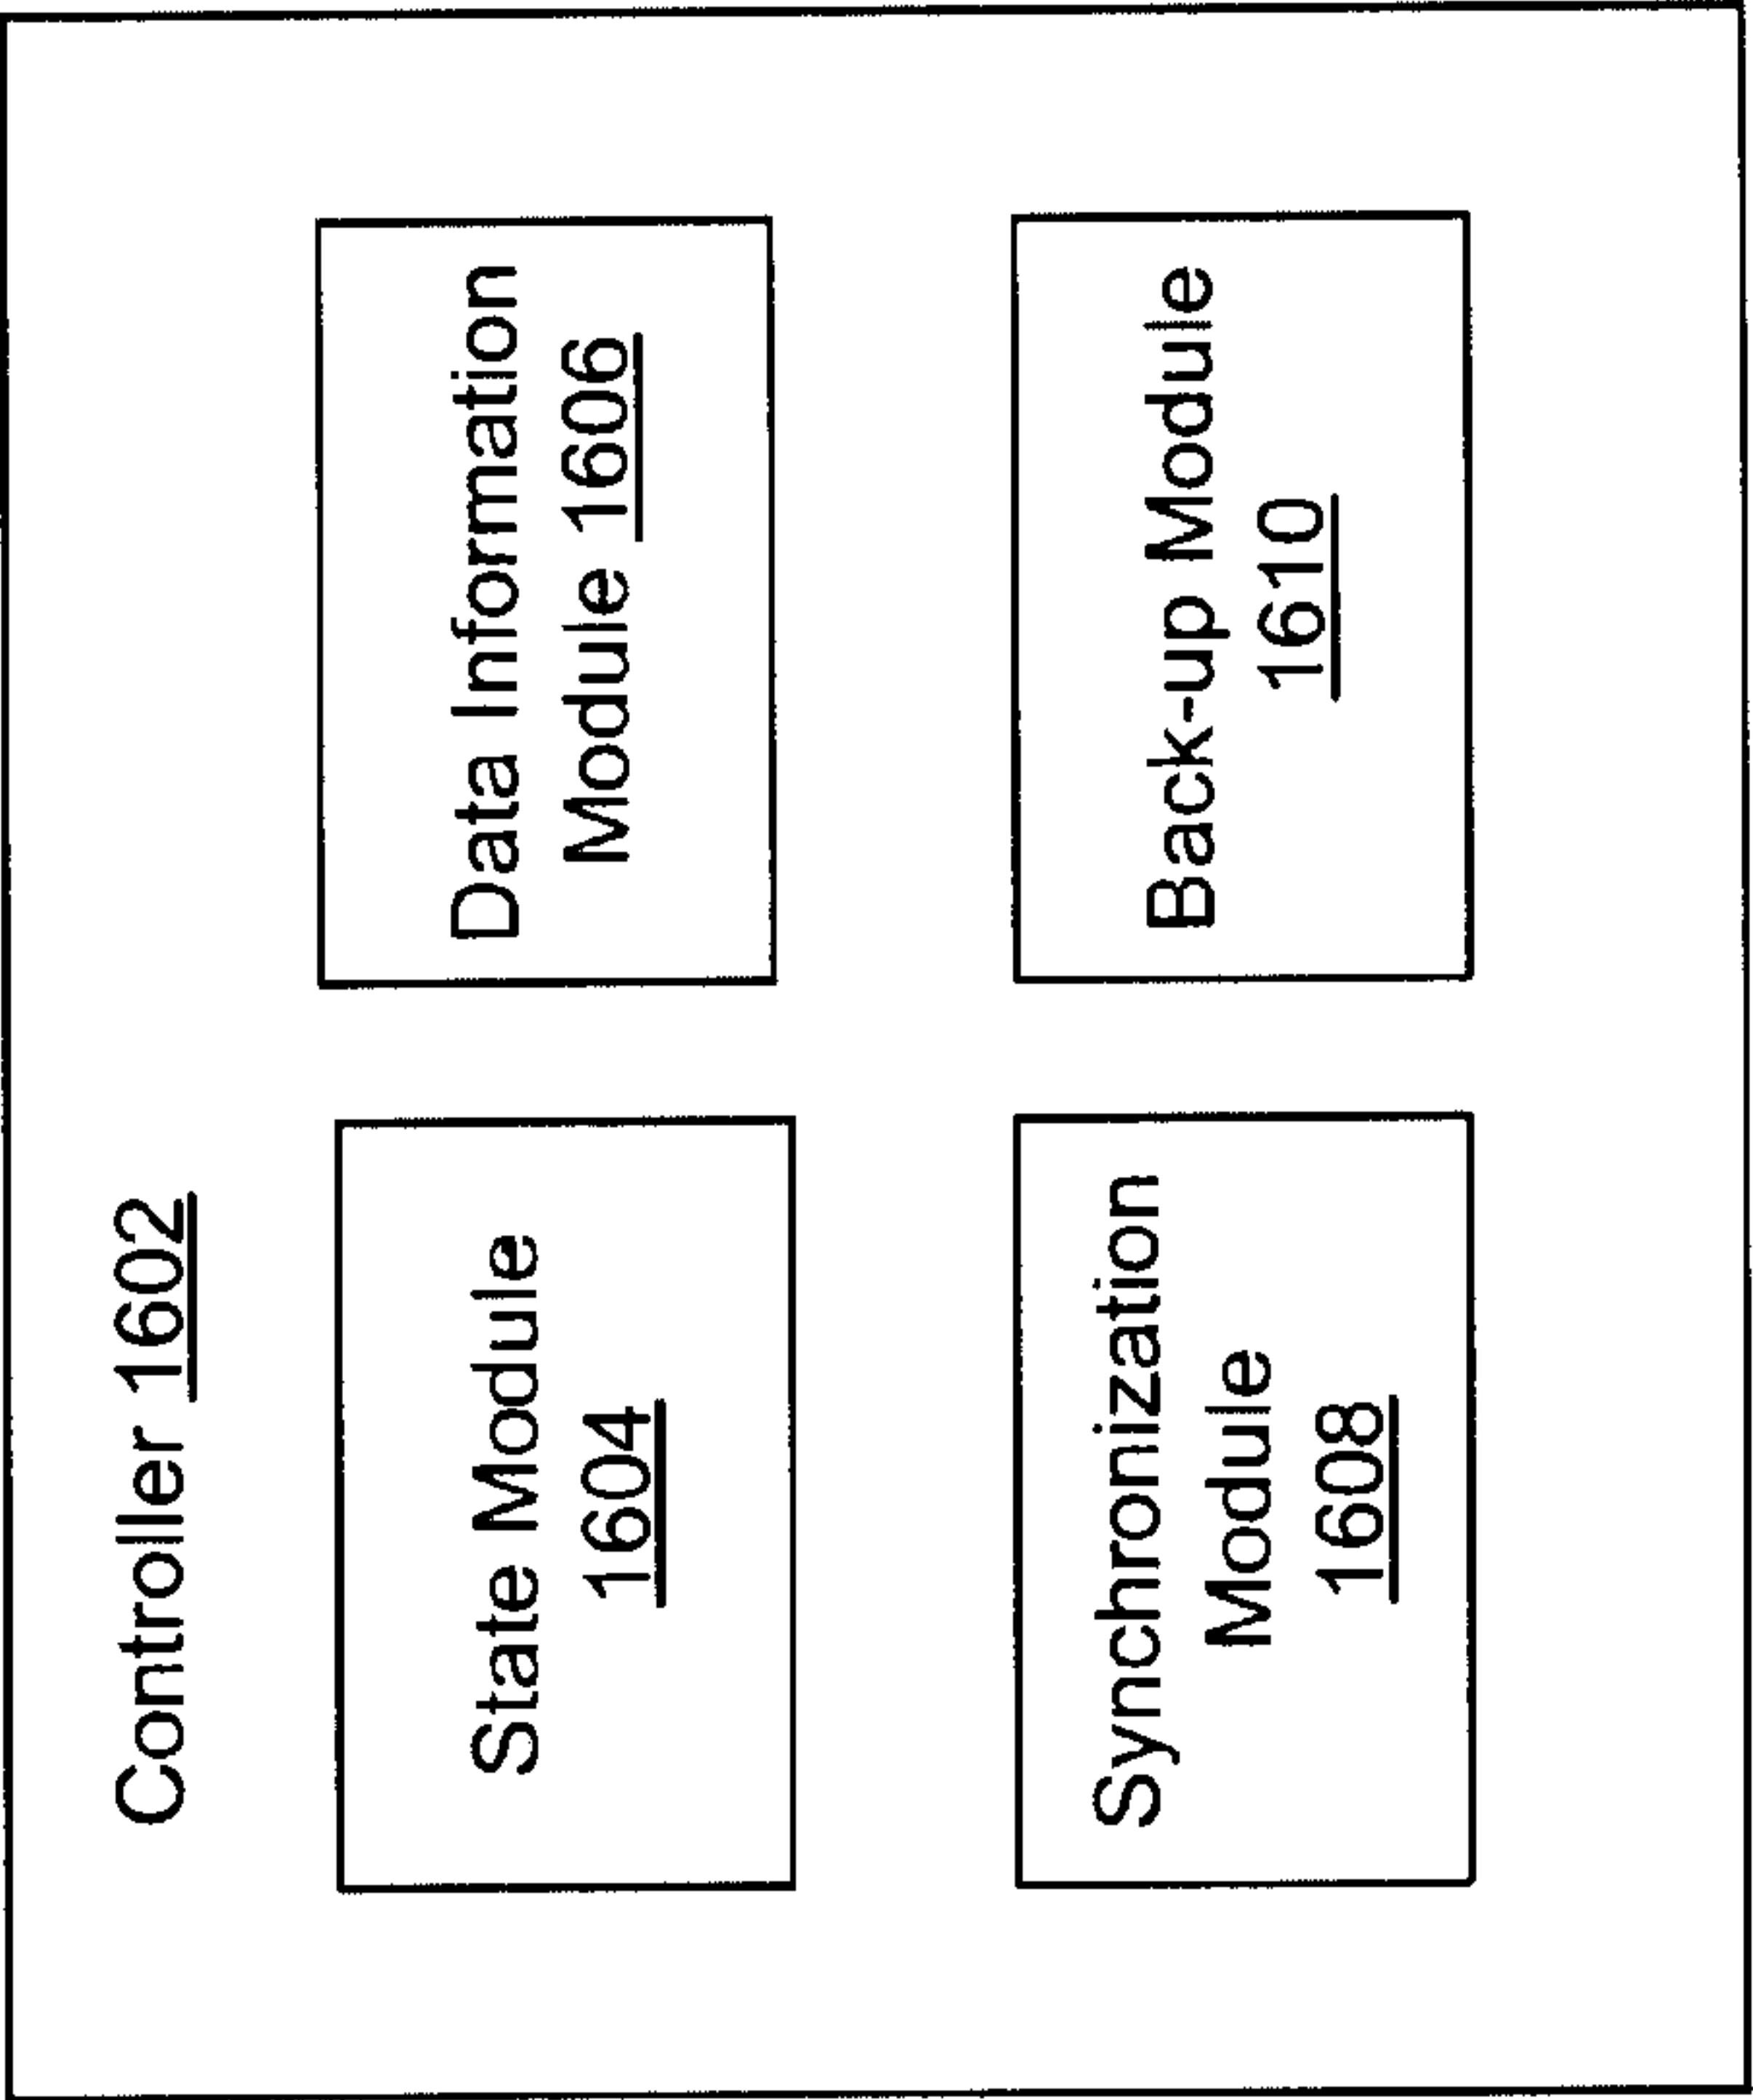 Controller 1602
State Module
1604
Data Information
Module 1606
Synchronization
Module
1608
Back-up Module
1610